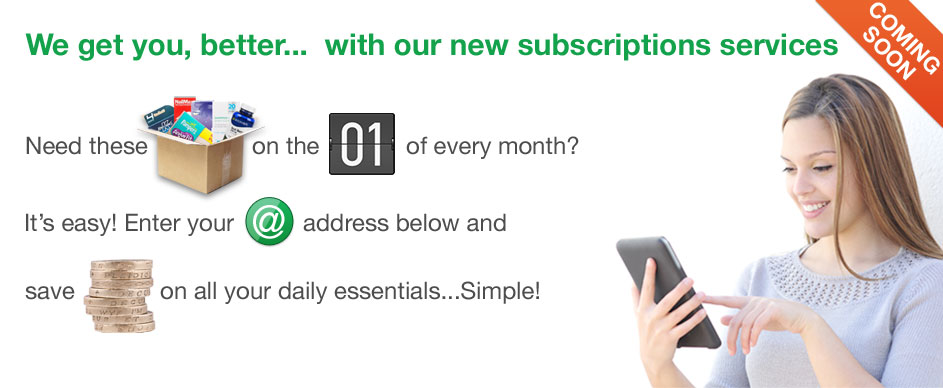 We get you, better... with our new subscriptions services
COMING
SOON
Need these on the 01 of every month?
It's easy! Enter your @ address below and
save on all your daily essentials...Simple!